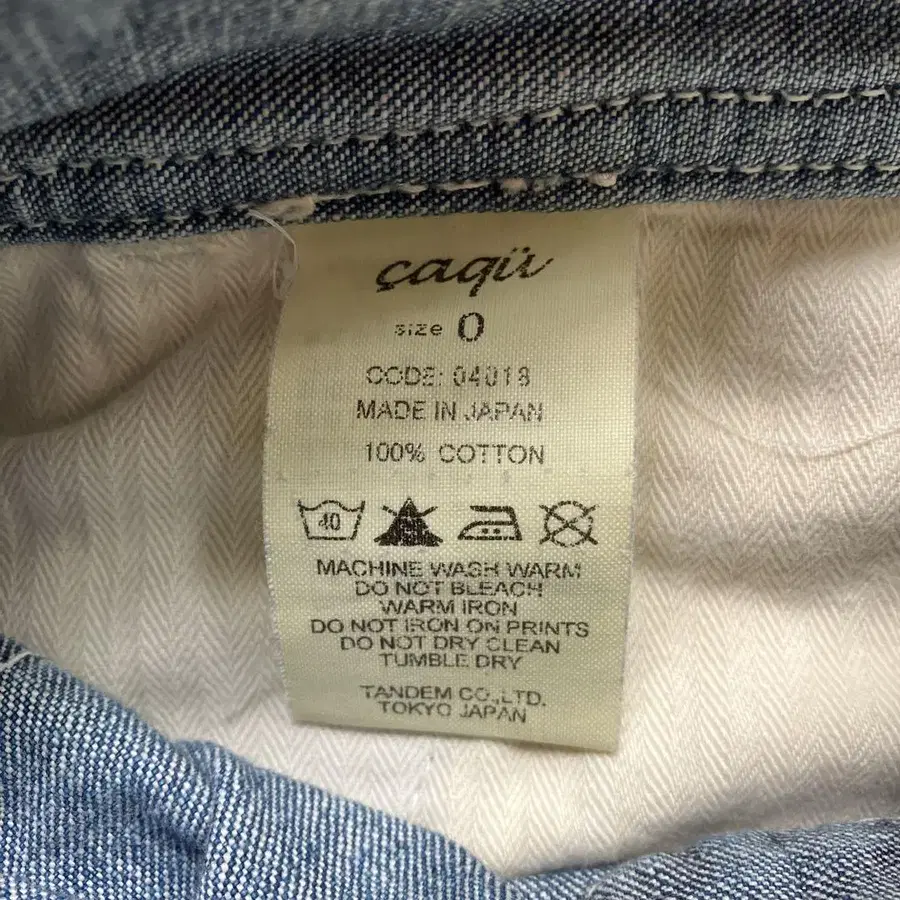 çaqü
size 0
CODE: 04018
MADE IN JAPAN
100% COTTON
40
MACHINE WASH WARM
DO NOT BLEACH
WARM IRON
DO NOT IRON ON PRINTS
DO NOT DRY CLEAN
TUMBLE DRY
TANDEM CO.,LTD.
TOKYO JAPAN